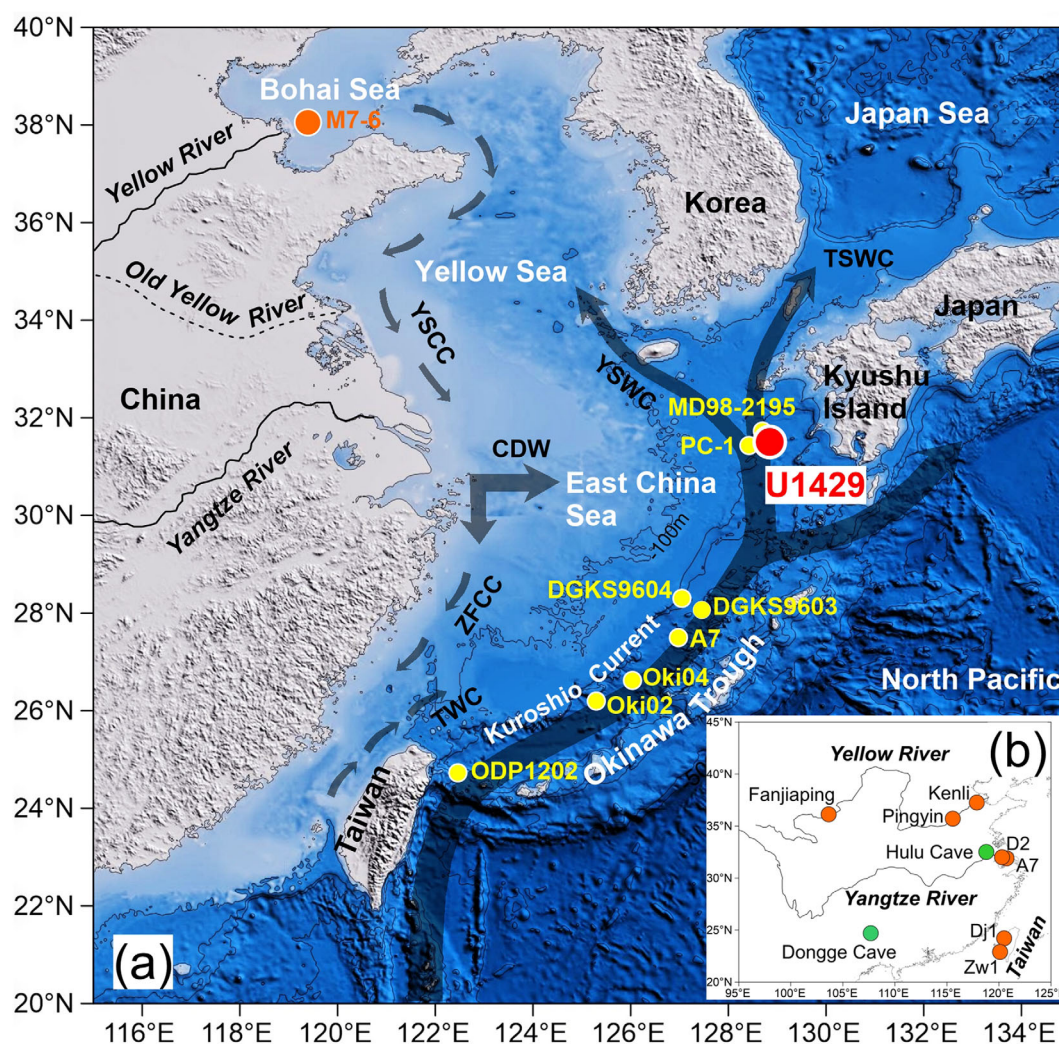 40°N
38°N
36°N
34°N
32°N
30°N
28°N
26°N
24°N
22°N
20°N
116°E
118°E
120°E
122°E
124°E
126°E
128°E
130°E
132°E
134°E
Bohai Sea
M7-6
Japan Sea
Yellow River
Korea
Old Yellow River
Yellow Sea
TSWC
Japan
YSCC
YSWC
China
Kyushu
Island
MD98-2195
PC-1
U1429
CDW
East China
Sea
Yangtze River
100m
DGKS9604
DGKS9603
ZFCC
A7
Kuroshio Current
Oki04
Oki02
Okinawa Trough
North Pacific
TWC
ODP1202
Taiwan
(a)
45°N
40°N
35°N
30°N
25°N
20°N
95°E
100°E
105°E
110°E
115°E
120°E
125°E
(b)
Yellow River
Fanjiaping
Kenli
Pingyin
Hulu Cave
D2
A7
Yangtze River
Dongge Cave
Dj1
Zw1
Taiwan